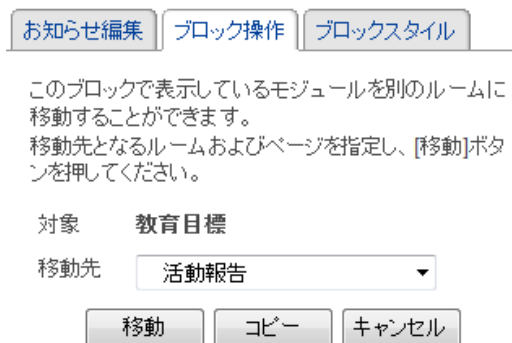 お知らせ編集 ブロック操作 ブロックスタイル
このブロックで表示しているモジュールを別のルームに
移動することができます。
移動先となるルームおよびページを指定し、[移動]ボタ
ンを押してください。
対象 教育目標
移動先 活動報告
移動 コピー キャンセル